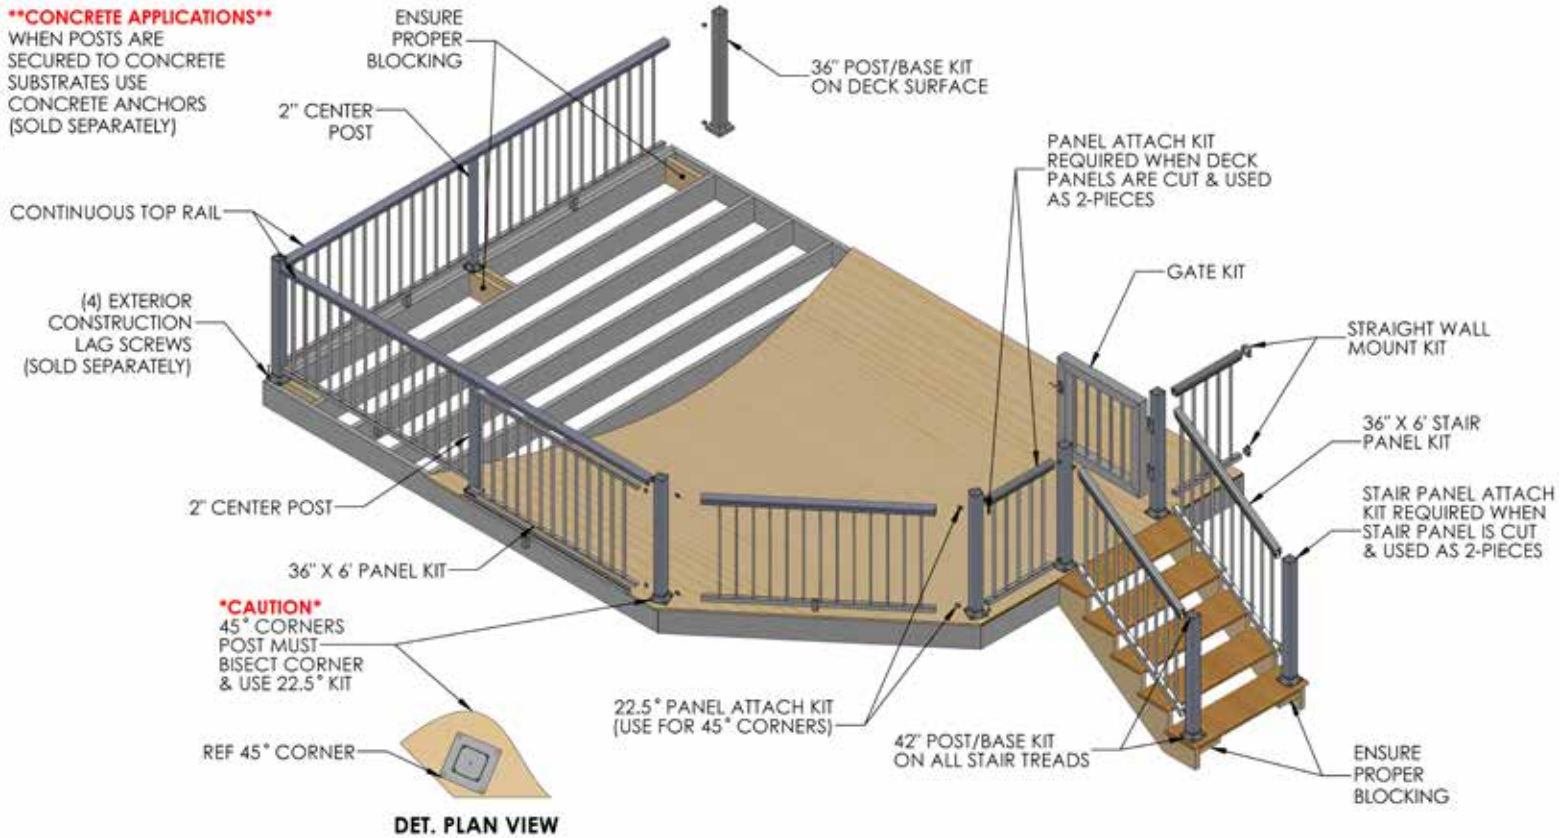 **CONCRETE APPLICATIONS**
WHEN POSTS ARE
SECURED TO CONCRETE
SUBSTRATES USE
CONCRETE ANCHORS
(SOLD SEPARATELY)
ENSURE
PROPER
BLOCKING
36" POST/BASE KIT
ON DECK SURFACE
2" CENTER
POST
PANEL ATTACH KIT
REQUIRED WHEN DECK
PANELS ARE CUT & USED
AS 2-PIECES
CONTINUOUS TOP RAIL
GATE KIT
(4) EXTERIOR
CONSTRUCTION
LAG SCREWS
(SOLD SEPARATELY)
STRAIGHT WALL
MOUNT KIT
36" X 6' STAIR
PANEL KIT
2" CENTER POST
STAIR PANEL ATTACH
KIT REQUIRED WHEN
STAIR PANEL IS CUT
& USED AS 2-PIECES
36" X 6' PANEL KIT
*CAUTION*
45° CORNERS
POST MUST
BISECT CORNER
& USE 22.5° KIT
22.5° PANEL ATTACH KIT
(USE FOR 45° CORNERS)
42" POST/BASE KIT
ON ALL STAIR TREADS
REF 45° CORNER
ENSURE
PROPER
BLOCKING
DET. PLAN VIEW